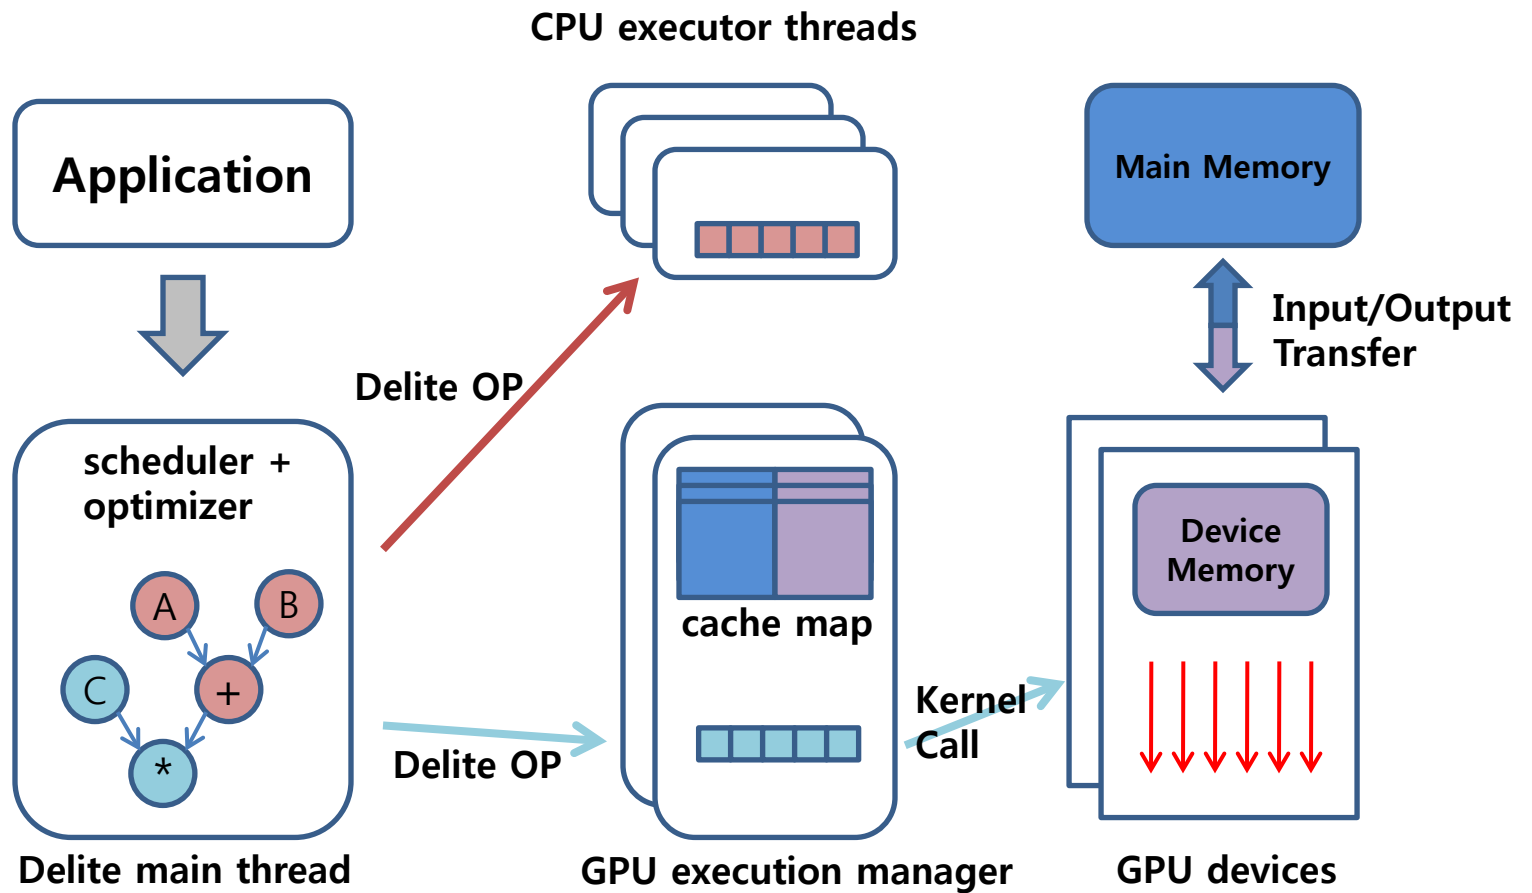 CPU executor threads
Application
Main Memory
Input/Output
Transfer
Delite OP
scheduler +
optimizer
A
B
C
+
*
Delite OP
cache map
Kernel
Call
Device
Memory
Delite main thread
GPU execution manager
GPU devices